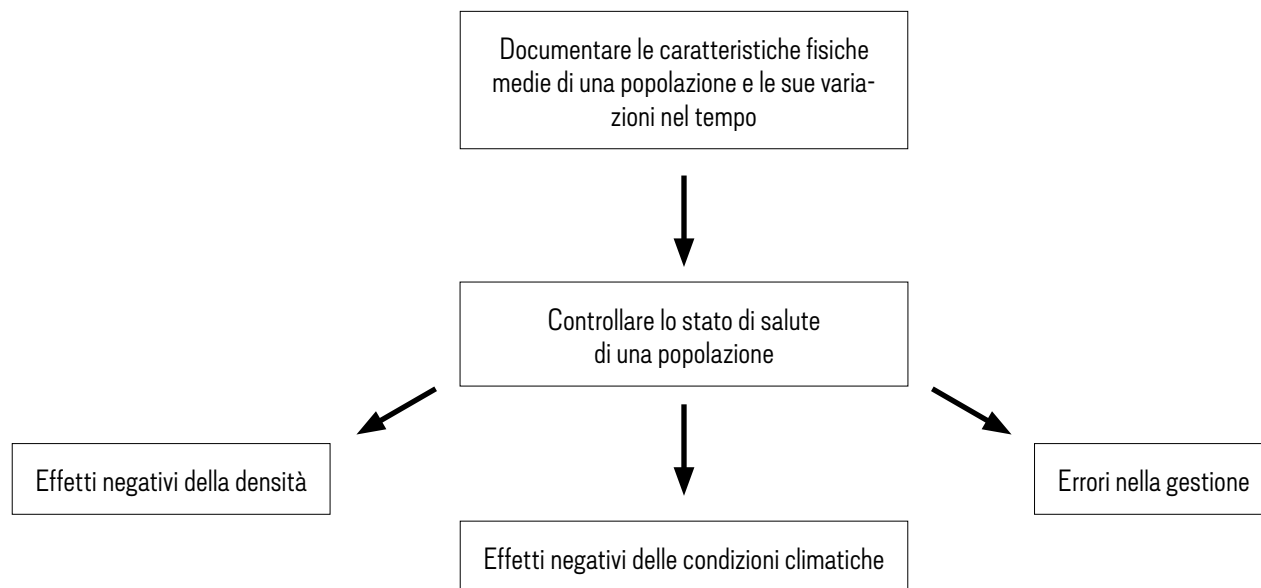 Documentare le caratteristiche fisiche
medie di una popolazione e le sue varia-
zioni nel tempo
Controllare lo stato di salute
di una popolazione
Effetti negativi della densità
Errori nella gestione
Effetti negativi delle condizioni climatiche